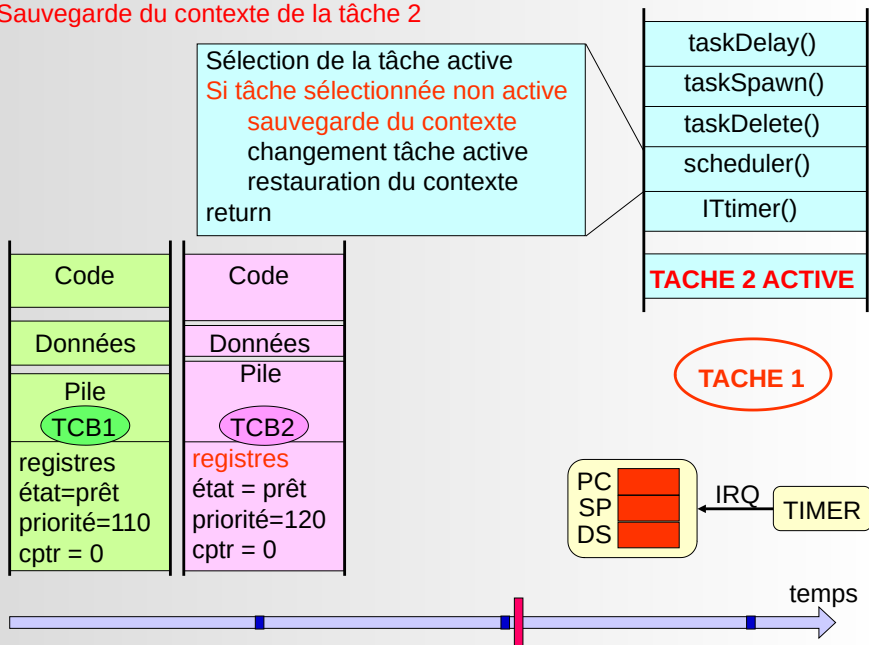 Sauvegarde du contexte de la tâche 2
Sélection de la tâche active
Si tâche sélectionnée non active
sauvegarde du contexte
changement tâche active
restauration du contexte
return
taskDelay()
taskSpawn()
taskDelete()
scheduler()
ITtimer()
TACHE 2 ACTIVE
Code
Données
Pile
TCB1
registres
état=prêt
priorité=110
cptr = 0
Code
Données
Pile
TCB2
registres
état = prêt
priorité=120
cptr = 0
TACHE 1
PC
SP
DS
IRQ
TIMER
temps